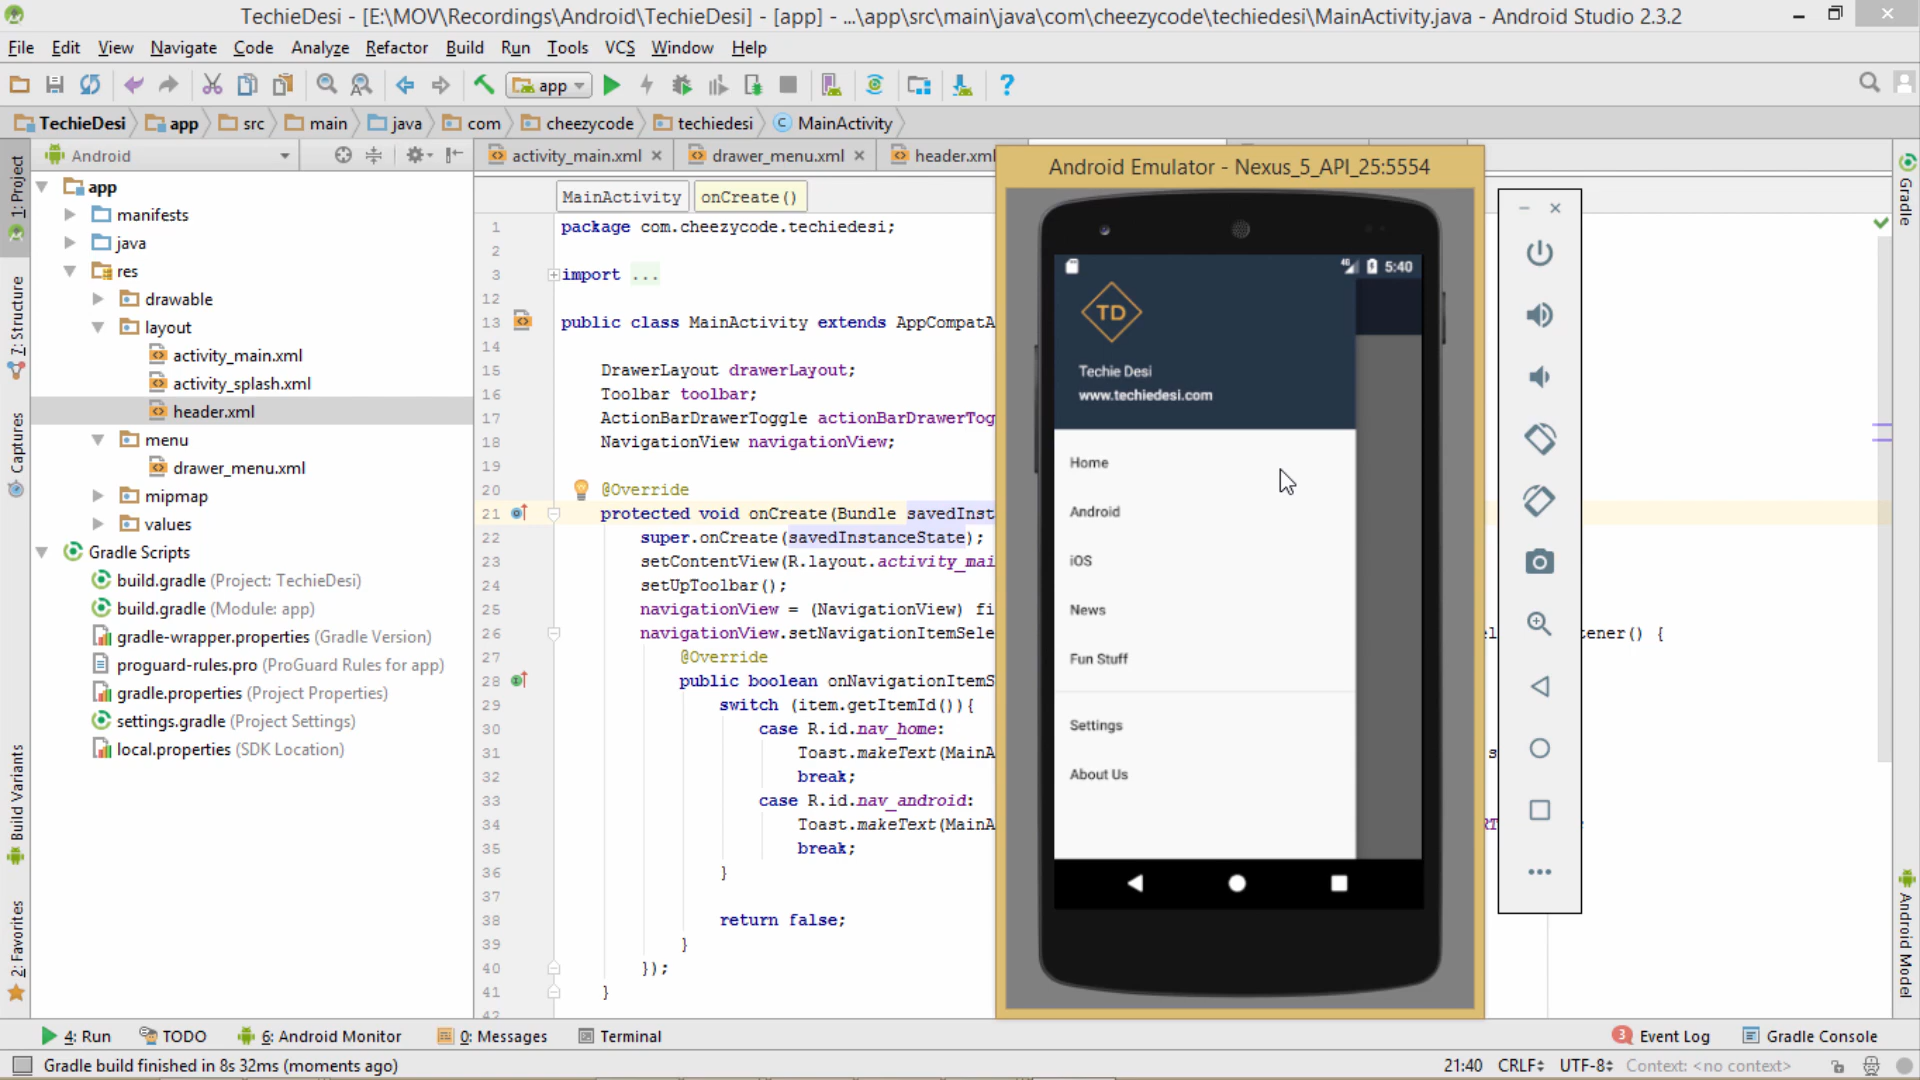 TechieDesi - [E:\MOV\Recordings\Android\TechieDesi] - [app] - ...\app\src\main\java\com\cheezycode\techiedesi\MainActivity.java - Android Studio 2.3.2
File Edit View Navigate Code Analyze Refactor Build Run Tools VCS Window Help
app
TechieDesi app src main java com cheezycode techiedesi MainActivity
Android
activity_main.xml drawer_menu.xml header.xml
1: Project
7: Structure
Captures
Build Variants
2: Favorites
app
manifests
java
res
drawable
layout
activity_main.xml
activity_splash.xml
header.xml
menu
drawer_menu.xml
mipmap
values
Gradle Scripts
build.gradle (Project: TechieDesi)
build.gradle (Module: app)
gradle-wrapper.properties (Gradle Version)
proguard-rules.pro (ProGuard Rules for app)
gradle.properties (Project Properties)
settings.gradle (Project Settings)
local.properties (SDK Location)
MainActivity onCreate()
1 package com.cheezycode.techiedesi;
2
3 import ...
12
13 public class MainActivity extends AppCompatA
14
15 DrawerLayout drawerLayout;
16 Toolbar toolbar;
17 ActionBarDrawerToggle actionBarDrawerTog
18 NavigationView navigationView;
19
20 @Override
21 protected void onCreate(Bundle savedInst
22 super.onCreate(savedInstanceState);
23 setContentView(R.layout.activity_mai
24 setUpToolbar();
25 navigationView = (NavigationView) fi
26 navigationView.setNavigationItemSele el tener() {
27 @Override
28 public boolean onNavigationItemS
29 switch (item.getItemId()){
30 case R.id.nav_home:
31 Toast.makeText(MainA s
32 break;
33 case R.id.nav_android:
34 Toast.makeText(MainA RT
35 break;
36 }
37
38 return false;
39 }
40 });
41 }
42
Android Emulator - Nexus_5_API_25:5554
4G 5:40
TD
Techie Desi
www.techiedesi.com
Home
Android
iOS
News
Fun Stuff
Settings
About Us
Gradle
Android Model
4: Run TODO 6: Android Monitor 0: Messages Terminal 3 Event Log Gradle Console
Gradle build finished in 8s 32ms (moments ago) 21:40 CRLF UTF-8 Context: <no context>